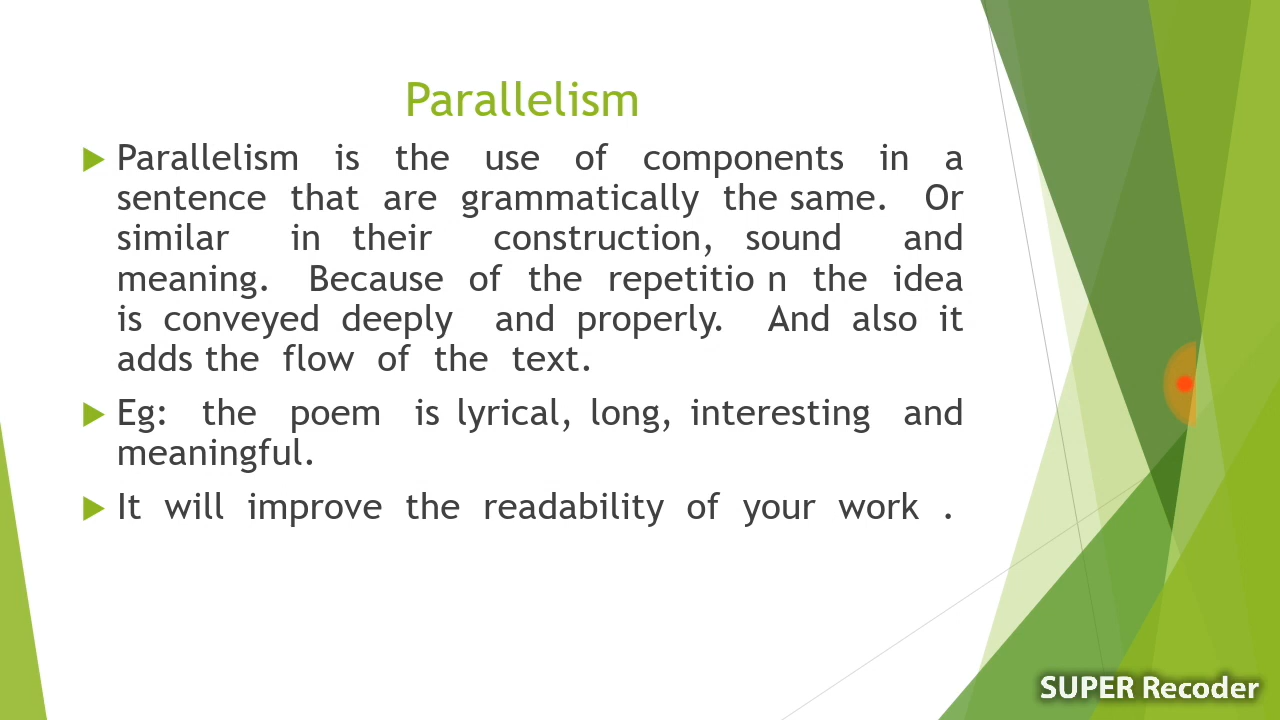 Parallelism
Parallelism is the use of components in a
sentence that are grammatically the same. Or
similar in their construction, sound and
meaning. Because of the repetitio n the idea
is conveyed deeply and properly. And also it
adds the flow of the text.
Eg: the poem is lyrical, long, interesting and
meaningful.
It will improve the readability of your work .
SUPER Recoder